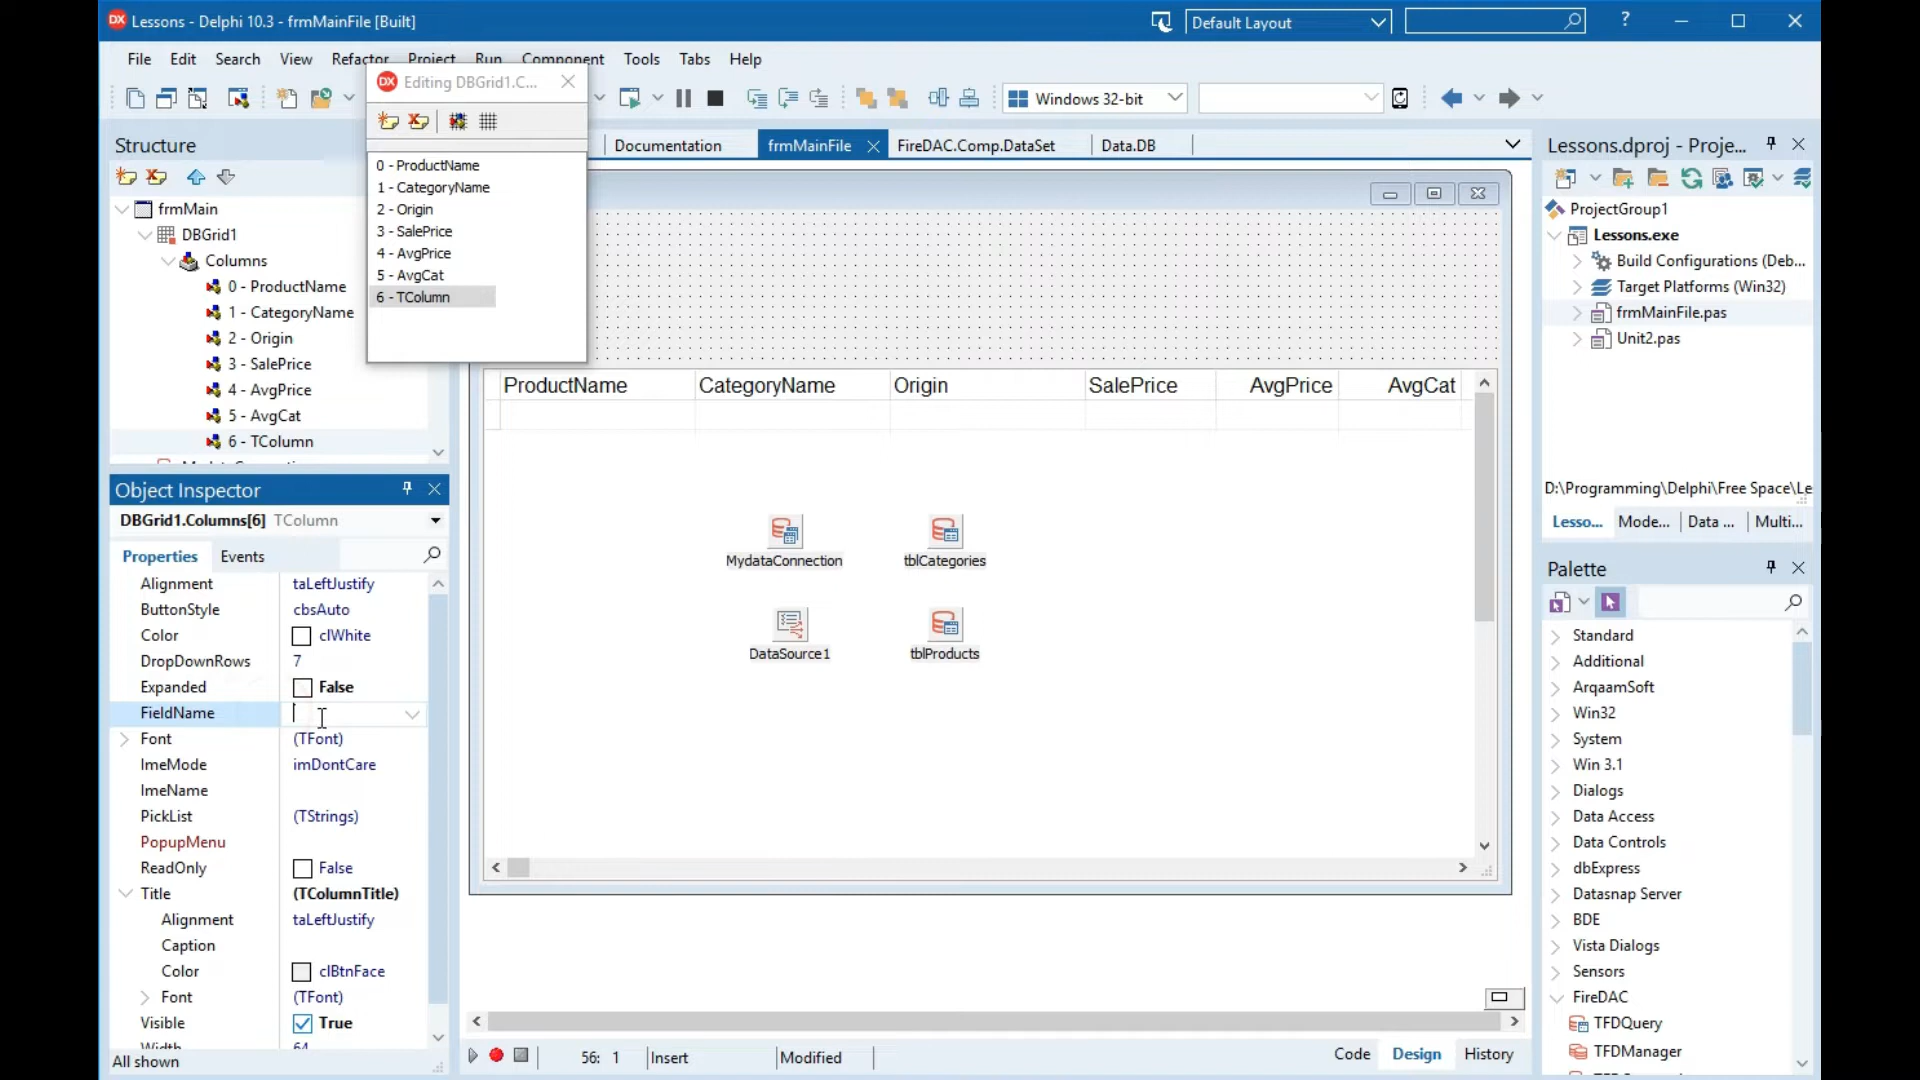 DX Lessons - Delphi 10.3 - frmMainFile [Built]
Default Layout
?
File Edit Search View Refactor Project Run Component Tools Tabs Help
DX Editing DBGrid1.C...
Windows 32-bit
0 - ProductName
1 - CategoryName
2 - Origin
3 - SalePrice
4 - AvgPrice
5 - AvgCat
6 - TColumn
Structure
frmMain
DBGrid1
Columns
0 - ProductName
1 - CategoryName
2 - Origin
3 - SalePrice
4 - AvgPrice
5 - AvgCat
6 - TColumn
Documentation frmMainFile FireDAC.Comp.DataSet Data.DB
ProductName CategoryName Origin SalePrice AvgPrice AvgCat
MydataConnection tblCategories
DataSource1 tblProducts
Object Inspector
DBGrid1.Columns[6] TColumn
Properties Events
Alignment taLeftJustify
ButtonStyle cbsAuto
Color clWhite
DropDownRows 7
Expanded False
FieldName
Font (TFont)
ImeMode imDontCare
ImeName
PickList (TStrings)
PopupMenu
ReadOnly False
Title (TColumnTitle)
Alignment taLeftJustify
Caption
Color clBtnFace
Font (TFont)
Visible True
Width 64
All shown
56: 1 Insert Modified
Code Design History
Lessons.dproj - Proje...
ProjectGroup1
Lessons.exe
Build Configurations (Deb...
Target Platforms (Win32)
frmMainFile.pas
Unit2.pas
D:\Programming\Delphi\Free Space\Le
Lesso... Mode... Data ... Multi...
Palette
Standard
Additional
ArqaamSoft
Win32
System
Win 3.1
Dialogs
Data Access
Data Controls
dbExpress
Datasnap Server
BDE
Vista Dialogs
Sensors
FireDAC
TFDQuery
TFDManager